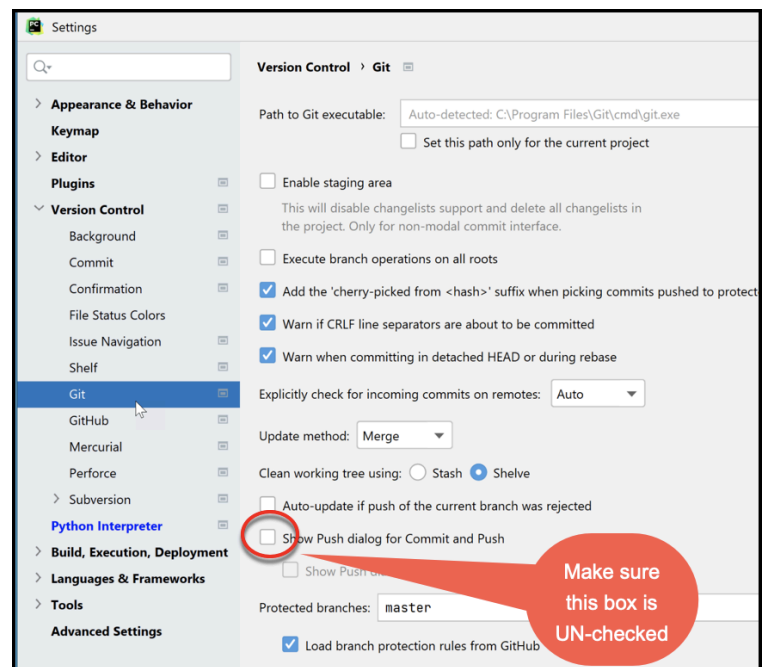 Settings
Appearance & Behavior
Keymap
Editor
Plugins
Version Control
Background
Commit
Confirmation
File Status Colors
Issue Navigation
Shelf
Git
GitHub
Mercurial
Perforce
Subversion
Python Interpreter
Build, Execution, Deployment
Languages & Frameworks
Tools
Advanced Settings
Version Control › Git
Path to Git executable: Auto-detected: C:\Program Files\Git\cmd\git.exe
Set this path only for the current project
Enable staging area
This will disable changelists support and delete all changelists in
the project. Only for non-modal commit interface.
Execute branch operations on all roots
Add the 'cherry-picked from <hash>' suffix when picking commits pushed to protect
Warn if CRLF line separators are about to be committed
Warn when committing in detached HEAD or during rebase
Explicitly check for incoming commits on remotes: Auto
Update method: Merge
Clean working tree using: Stash Shelve
Auto-update if push of the current branch was rejected
Show Push dialog for Commit and Push
Show Push
Protected branches: master
Load branch protection rules from GitHub
Make sure
this box is
UN-checked